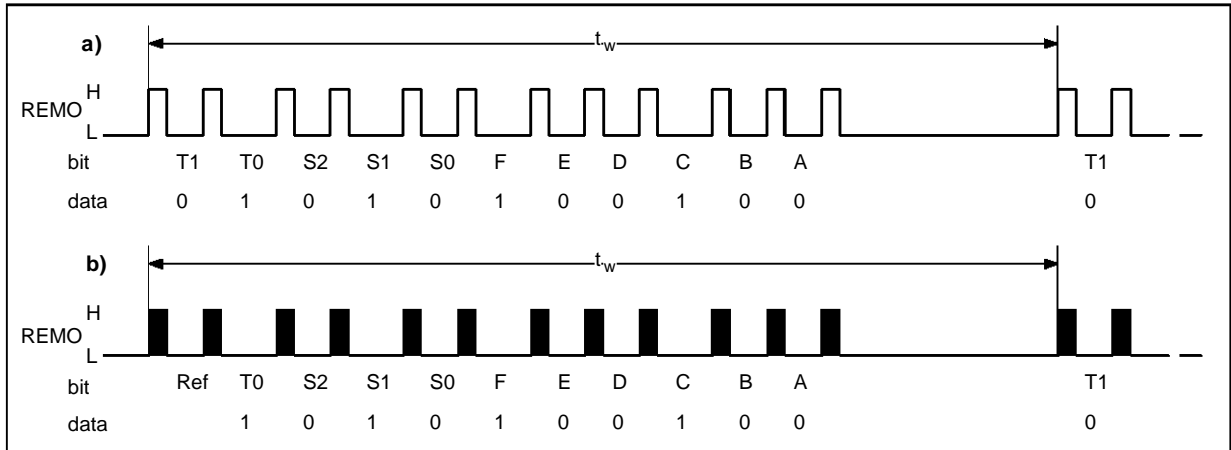 a) t.w
H
REMO
L
bit T1 T0 S2 S1 S0 F E D C B A T1
data 0 1 0 1 0 1 0 0 1 0 0 0
b) t.w
H
REMO
L
bit Ref T0 S2 S1 S0 F E D C B A T1
data 1 0 1 0 1 0 0 1 0 0 0